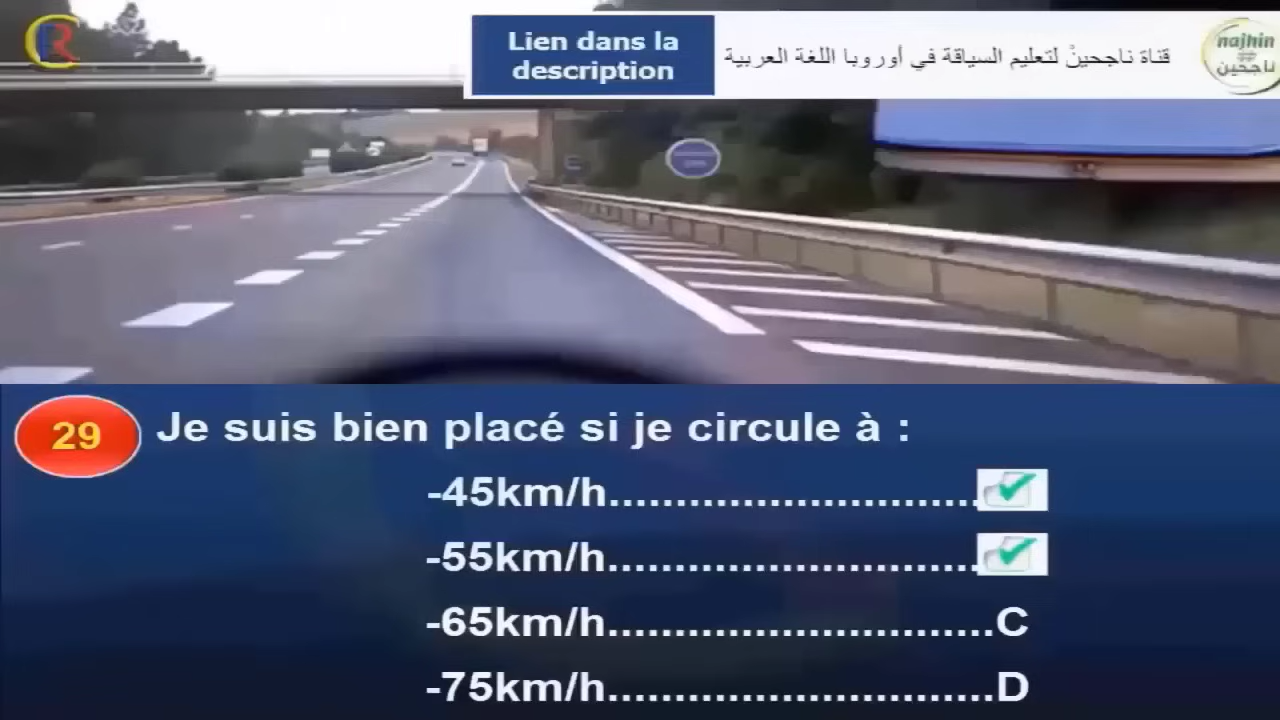 CR
Lien dans la
description
قناة ناجحينْ لتعليم السياقة في أوروبا اللغة العربية
najhin
ناجحين
29
Je suis bien placé si je circule à :
-45km/h............................
-55km/h............................
-65km/h.............................C
-75km/h.............................D